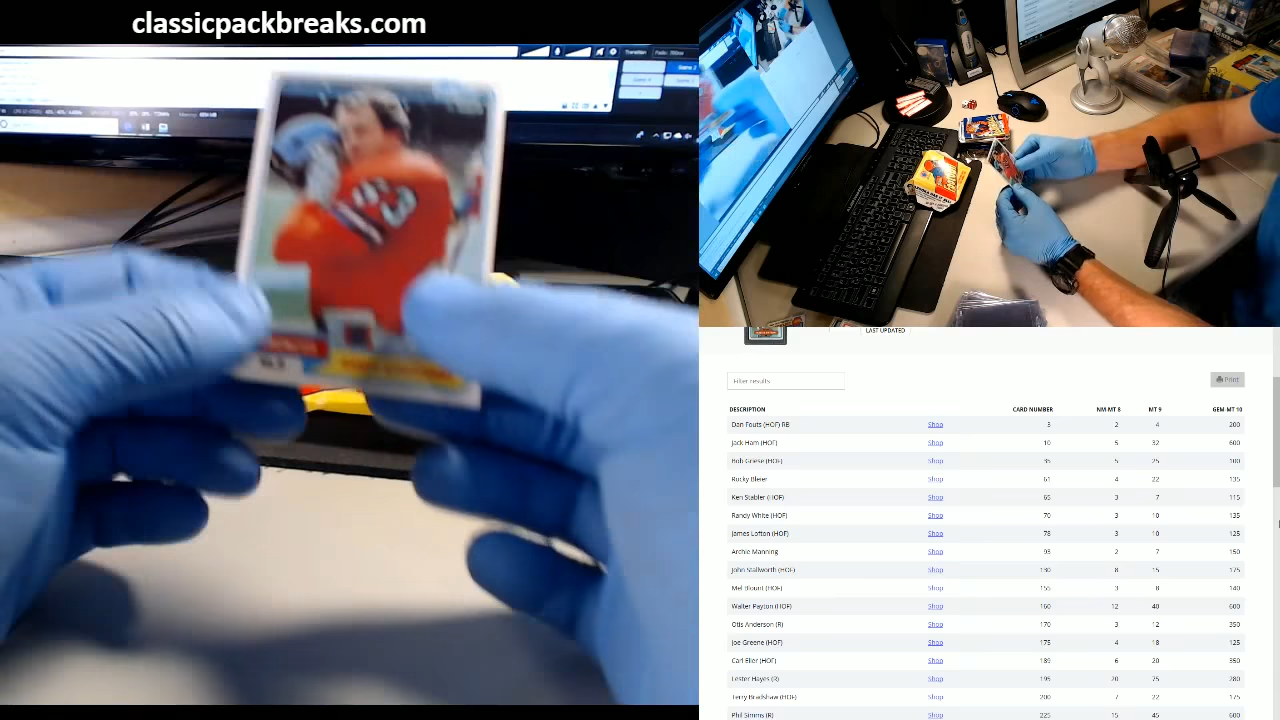 classicpackbreaks.com
53
LAST UPDATED
Filter results
Print
DESCRIPTION CARD NUMBER NM-MT 8 MT 9 GEM-MT 10
Dan Fouts (HOF) RB Shop 3 2 4 200
Jack Ham (HOF) Shop 10 5 32 600
Bob Griese (HOF) Shop 35 5 25 100
Rocky Bleier Shop 61 4 22 135
Ken Stabler (HOF) Shop 65 3 7 115
Randy White (HOF) Shop 70 3 10 135
James Lofton (HOF) Shop 78 3 10 125
Archie Manning Shop 93 2 7 150
John Stallworth (HOF) Shop 130 8 15 175
Mel Blount (HOF) Shop 155 3 8 140
Walter Payton (HOF) Shop 160 12 40 600
Otis Anderson (R) Shop 170 3 12 350
Joe Greene (HOF) Shop 175 4 18 125
Carl Eller (HOF) Shop 189 6 20 350
Lester Hayes (R) Shop 195 20 75 280
Terry Bradshaw (HOF) Shop 200 7 22 175
Phil Simms (R) Shop 225 15 45 600